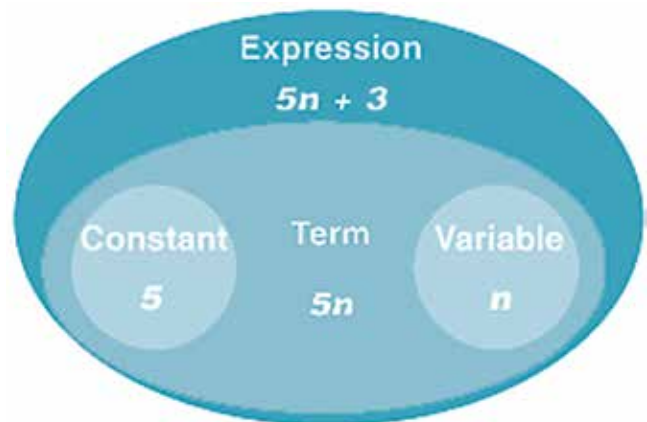 Expression
5n + 3
Constant Term Variable
5 5n n